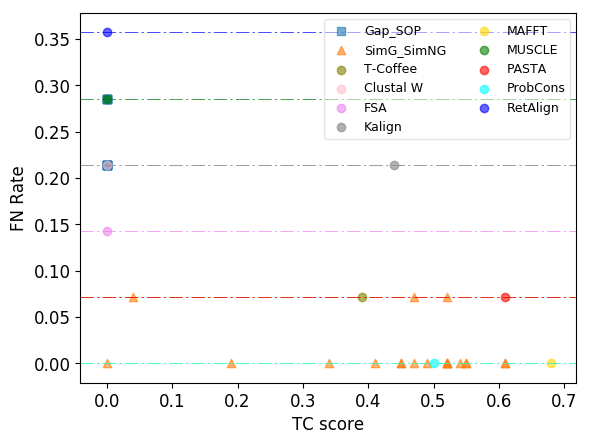 Gap_SOP
SimG_SimNG
T-Coffee
Clustal W
FSA
Kalign
MAFFT
MUSCLE
PASTA
ProbCons
RetAlign
FN Rate
0.35
0.30
0.25
0.20
0.15
0.10
0.05
0.00
0.0 0.1 0.2 0.3 0.4 0.5 0.6 0.7
TC score